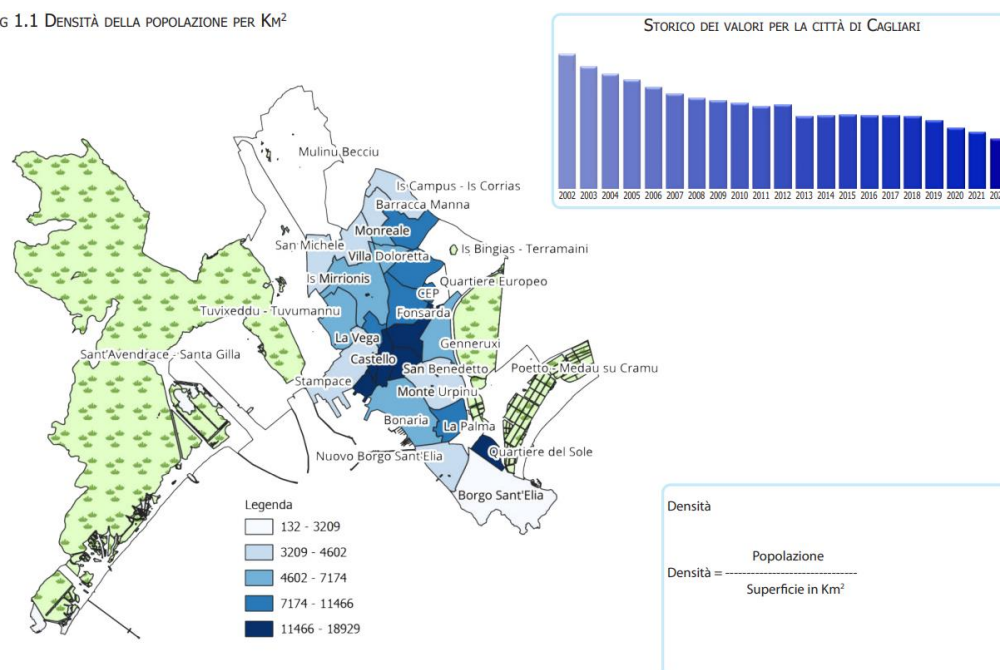 G 1.1 Densità della popolazione per Km²
Storico dei valori per la città di Cagliari
2002 2003 2004 2005 2006 2007 2008 2009 2010 2011 2012 2013 2014 2015 2016 2017 2018 2019 2020 2021
Mulinu Becciu
Is Campus - Is Corrias
Barracca Manna
Monreale
San Michele
Is Bingias - Terramaini
Villa Doloretta
Is Mirrionis
Quartiere Europeo
CEP
Tuvixeddu - Tuvumannu
Fonsarda
La Vega
Genneruxi
Sant'Avendrace - Santa Gilla
Castello
San Benedetto
Poetto - Medau su Cramu
Stampace
Monte Urpinu
Bonaria
La Palma
Nuovo Borgo Sant'Elia
Quartiere del Sole
Borgo Sant'Elia
Legenda
132 - 3209
3209 - 4602
4602 - 7174
7174 - 11466
11466 - 18929
Densità
Popolazione
Densità = -------------------------------
Superficie in Km²